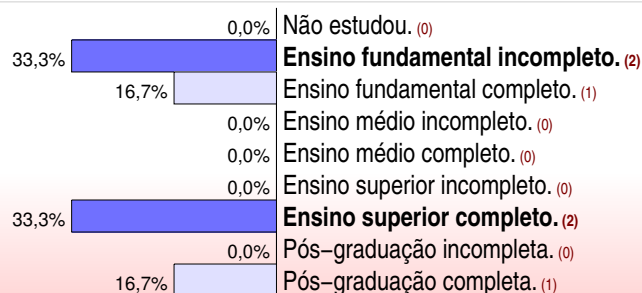 0,0% Não estudou. (0)
33,3% Ensino fundamental incompleto. (2)
16,7% Ensino fundamental completo. (1)
0,0% Ensino médio incompleto. (0)
0,0% Ensino médio completo. (0)
0,0% Ensino superior incompleto. (0)
33,3% Ensino superior completo. (2)
0,0% Pós−graduação incompleta. (0)
16,7% Pós−graduação completa. (1)